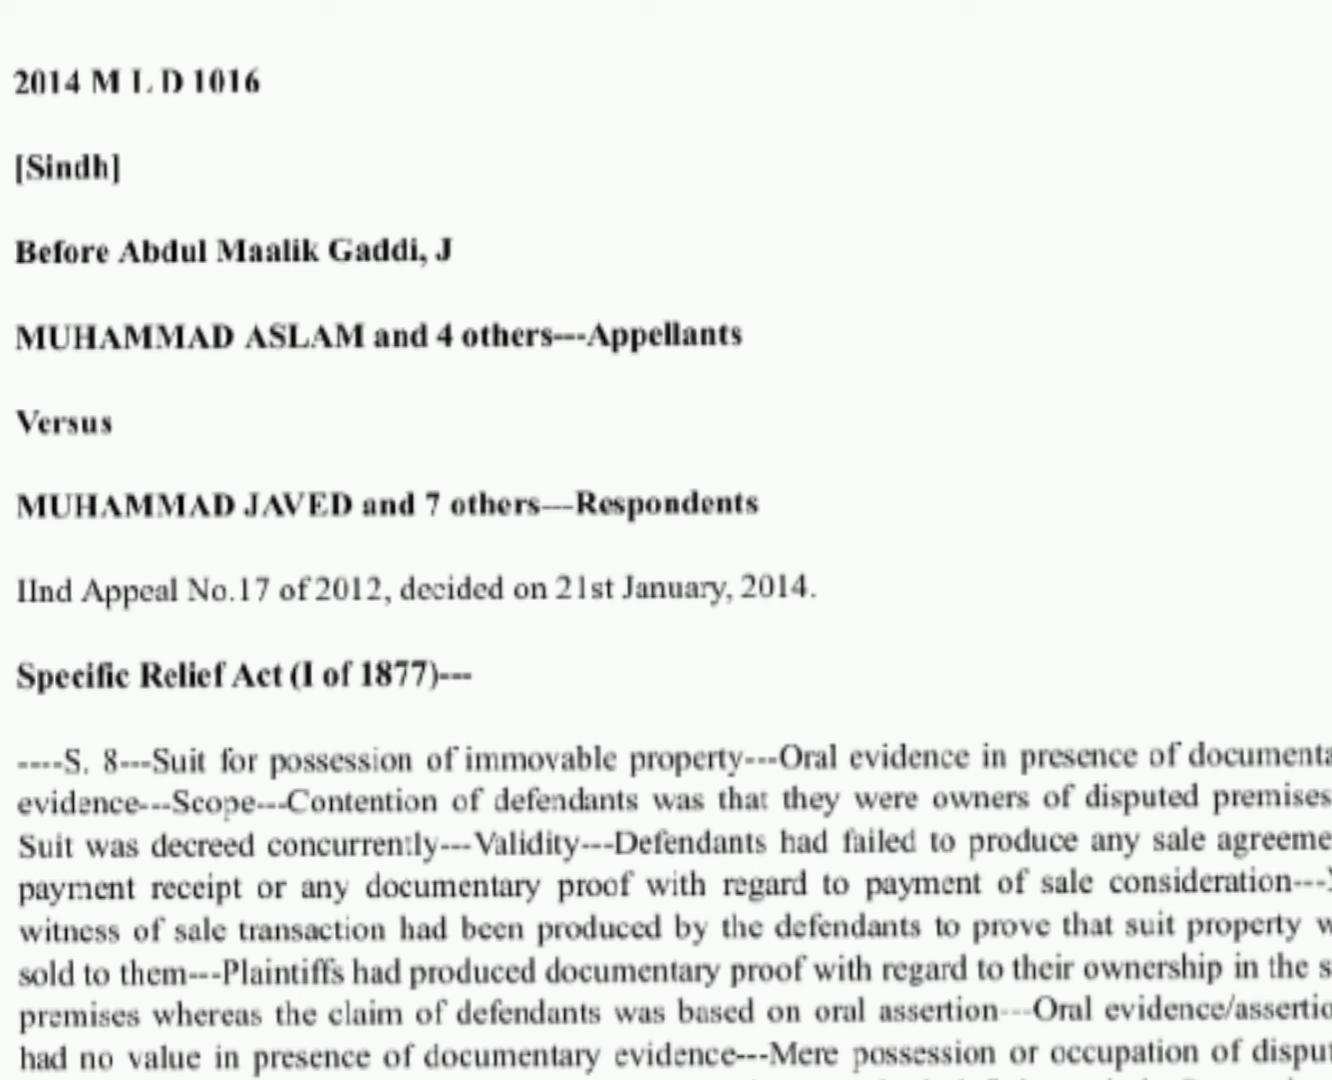 2014 M L D 1016
[Sindh]
Before Abdul Maalik Gaddi, J
MUHAMMAD ASLAM and 4 others---Appellants
Versus
MUHAMMAD JAVED and 7 others---Respondents
IInd Appeal No.17 of 2012, decided on 21st January, 2014.
Specific Relief Act (I of 1877)---
----S. 8---Suit for possession of immovable property---Oral evidence in presence of documenta
evidence---Scope---Contention of defendants was that they were owners of disputed premises
Suit was decreed concurrently---Validity---Defendants had failed to produce any sale agreeme
payment receipt or any documentary proof with regard to payment of sale consideration---
witness of sale transaction had been produced by the defendants to prove that suit property w
sold to them---Plaintiffs had produced documentary proof with regard to their ownership in the s
premises whereas the claim of defendants was based on oral assertion---Oral evidence/assertio
had no value in presence of documentary evidence---Mere possession or occupation of disput